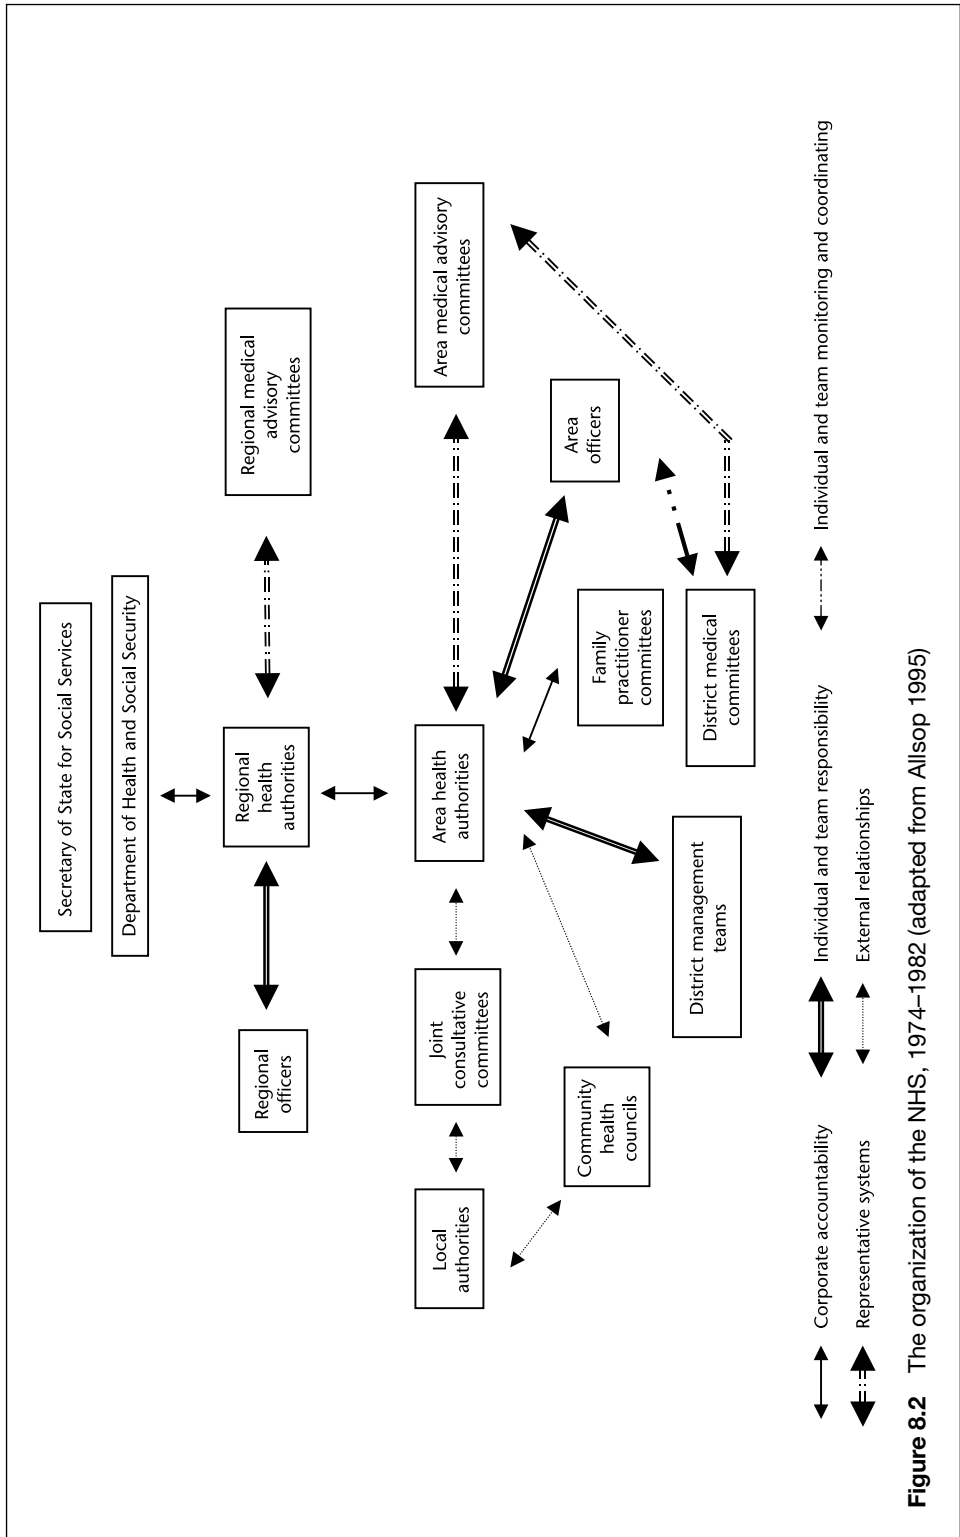 Secretary of State for Social Services
Department of Health and Social Security
Regional
officers
Regional
health
authorities
Regional medical
advisory
committees
Local
authorities
Joint
consultative
committees
Area health
authorities
Area medical advisory
committees
Community
health
councils
Family
practitioner
committees
Area
officers
District management
teams
District medical
committees
Corporate accountability
Individual and team responsibility
Individual and team monitoring and coordinating
Representative systems
External relationships
Figure 8.2 The organization of the NHS, 1974–1982 (adapted from Allsop 1995)